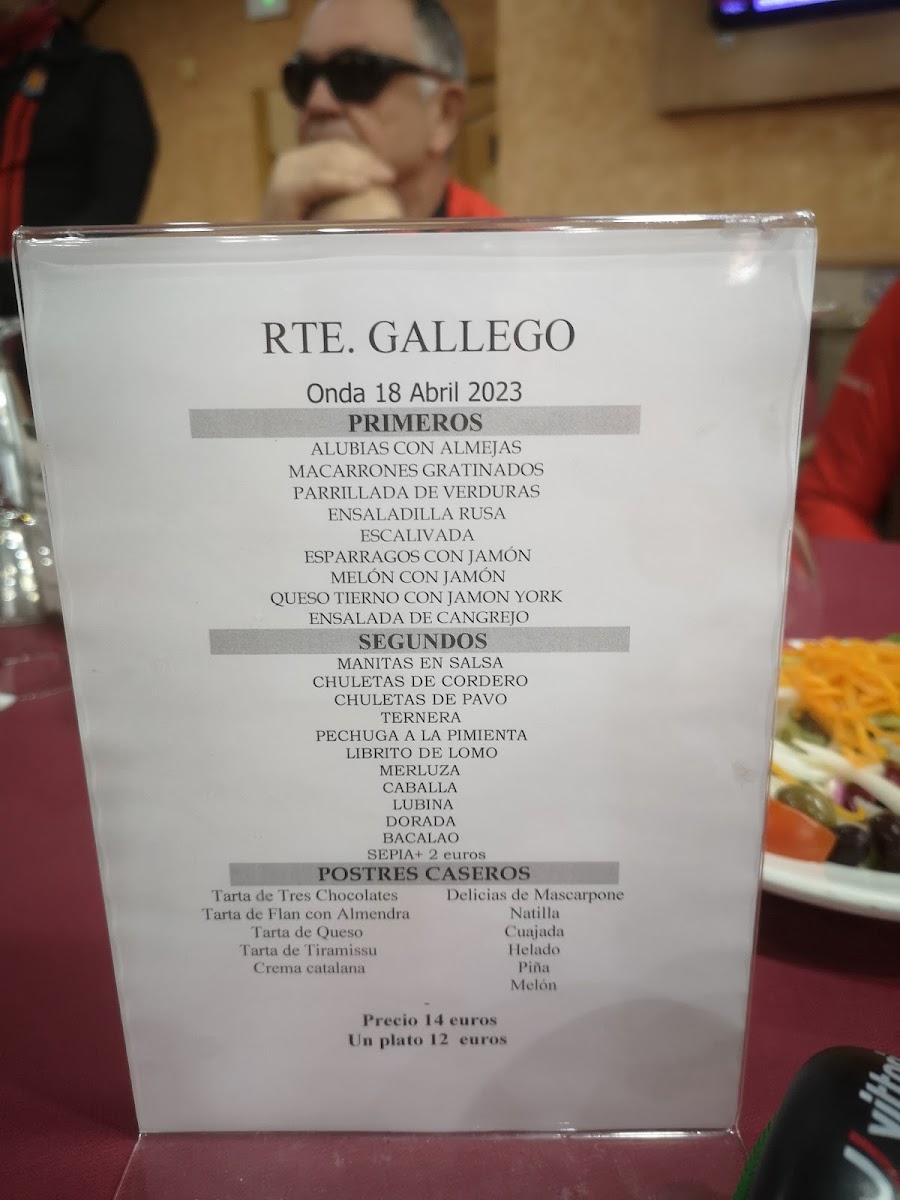 RTE. GALLEGO
Onda 18 Abril 2023
PRIMEROS
ALUBIAS CON ALMEJAS
MACARRONES GRATINADOS
PARRILLADA DE VERDURAS
ENSALADILLA RUSA
ESCALIVADA
ESPARRAGOS CON JAMÓN
MELÓN CON JAMÓN
QUESO TIERNO CON JAMON YORK
ENSALADA DE CANGREJO
SEGUNDOS
MANITAS EN SALSA
CHULETAS DE CORDERO
CHULETAS DE PAVO
TERNERA
PECHUGA A LA PIMIENTA
LIBRITO DE LOMO
MERLUZA
CABALLA
LUBINA
DORADA
BACALAO
SEPIA+ 2 euros
POSTRES CASEROS
Tarta de Tres Chocolates
Tarta de Flan con Almendra
Tarta de Queso
Tarta de Tiramissu
Crema catalana
Delicias de Mascarpone
Natilla
Cuajada
Helado
Piña
Melón
-
Precio 14 euros
Un plato 12 euros